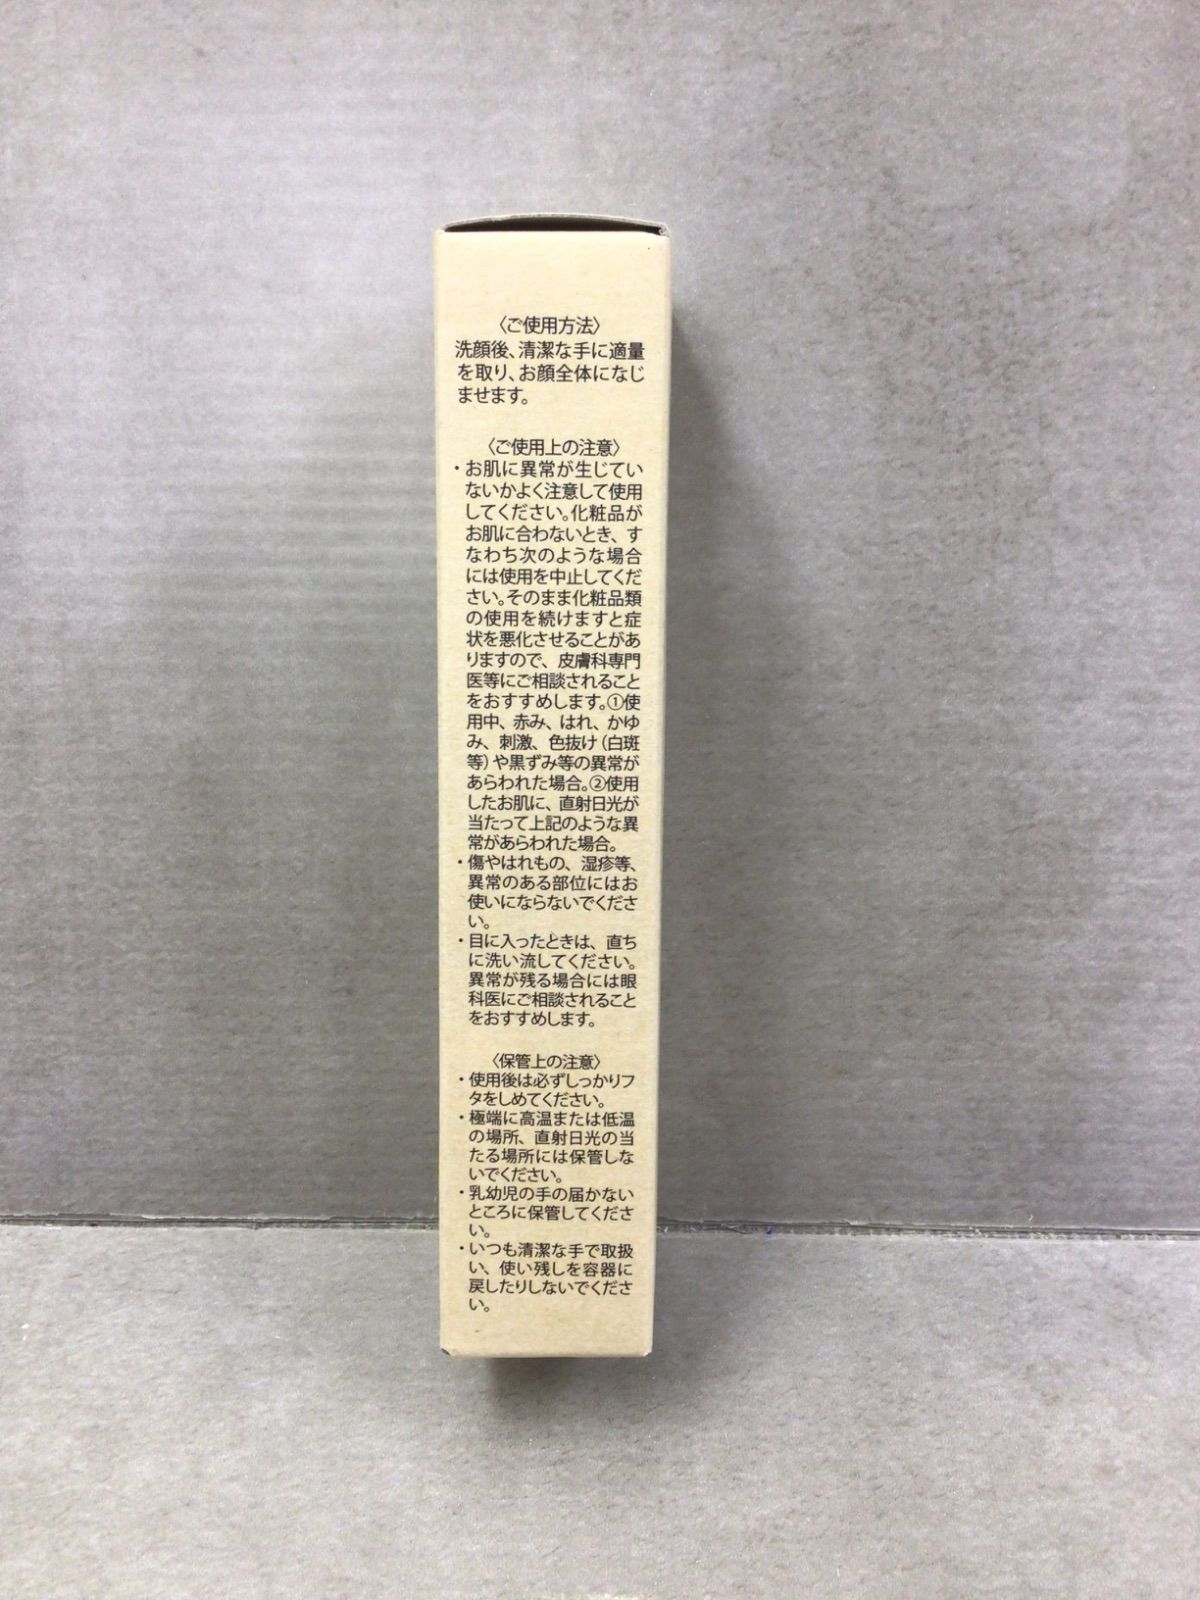 〈ご使用方法〉
洗顔後、清潔な手に適量
を取り、お顔全体になじ
ませます。
〈ご使用上の注意〉
・お肌に異常が生じてい
ないかよく注意して使用
してください。化粧品が
お肌に合わないとき、す
なわち次のような場合
には使用を中止してくだ
さい。そのまま化粧品類
の使用を続けますと症
状を悪化させることがあ
りますので、皮膚科専門
医等にご相談されること
をおすすめします。①使
用中、赤み、はれ、かゆ
み、刺激、色抜け(白斑
等)や黒ずみ等の異常が
あらわれた場合。②使用
したお肌に、直射日光が
当たって上記のような異
常があらわれた場合。
・傷やはれもの、湿疹等、
異常のある部位にはお
使いにならないでくださ
い。
・目に入ったときは、直ち
に洗い流してください。
異常が残る場合には眼
科医にご相談されること
をおすすめします。
〈保管上の注意〉
・使用後は必ずしっかりフ
タをしめてください。
・極端に高温または低温
の場所、直射日光の当
たる場所には保管しな
いでください。
・乳幼児の手の届かない
ところに保管してくださ
い。
・いつも清潔な手で取扱
い、使い残しを容器に
戻したりしないでくださ
い。